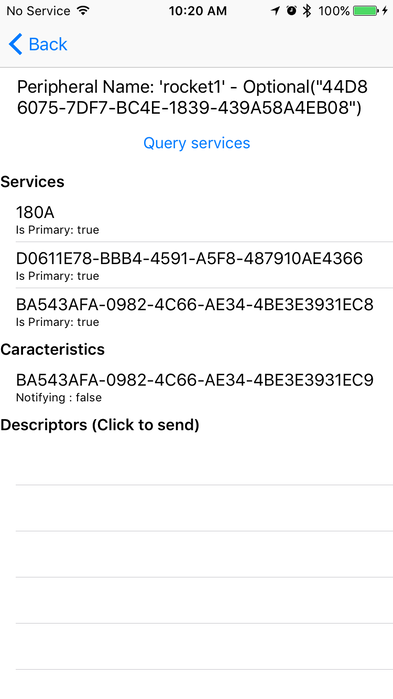 No Service 10:20 AM 100%
Back
Peripheral Name: 'rocket1' - Optional("44D8
6075-7DF7-BC4E-1839-439A58A4EB08")
Query services
Services
180A
Is Primary: true
D0611E78-BBB4-4591-A5F8-487910AE4366
Is Primary: true
BA543AFA-0982-4C66-AE34-4BE3E3931EC8
Is Primary: true
Caracteristics
BA543AFA-0982-4C66-AE34-4BE3E3931EC9
Notifying : false
Descriptors (Click to send)